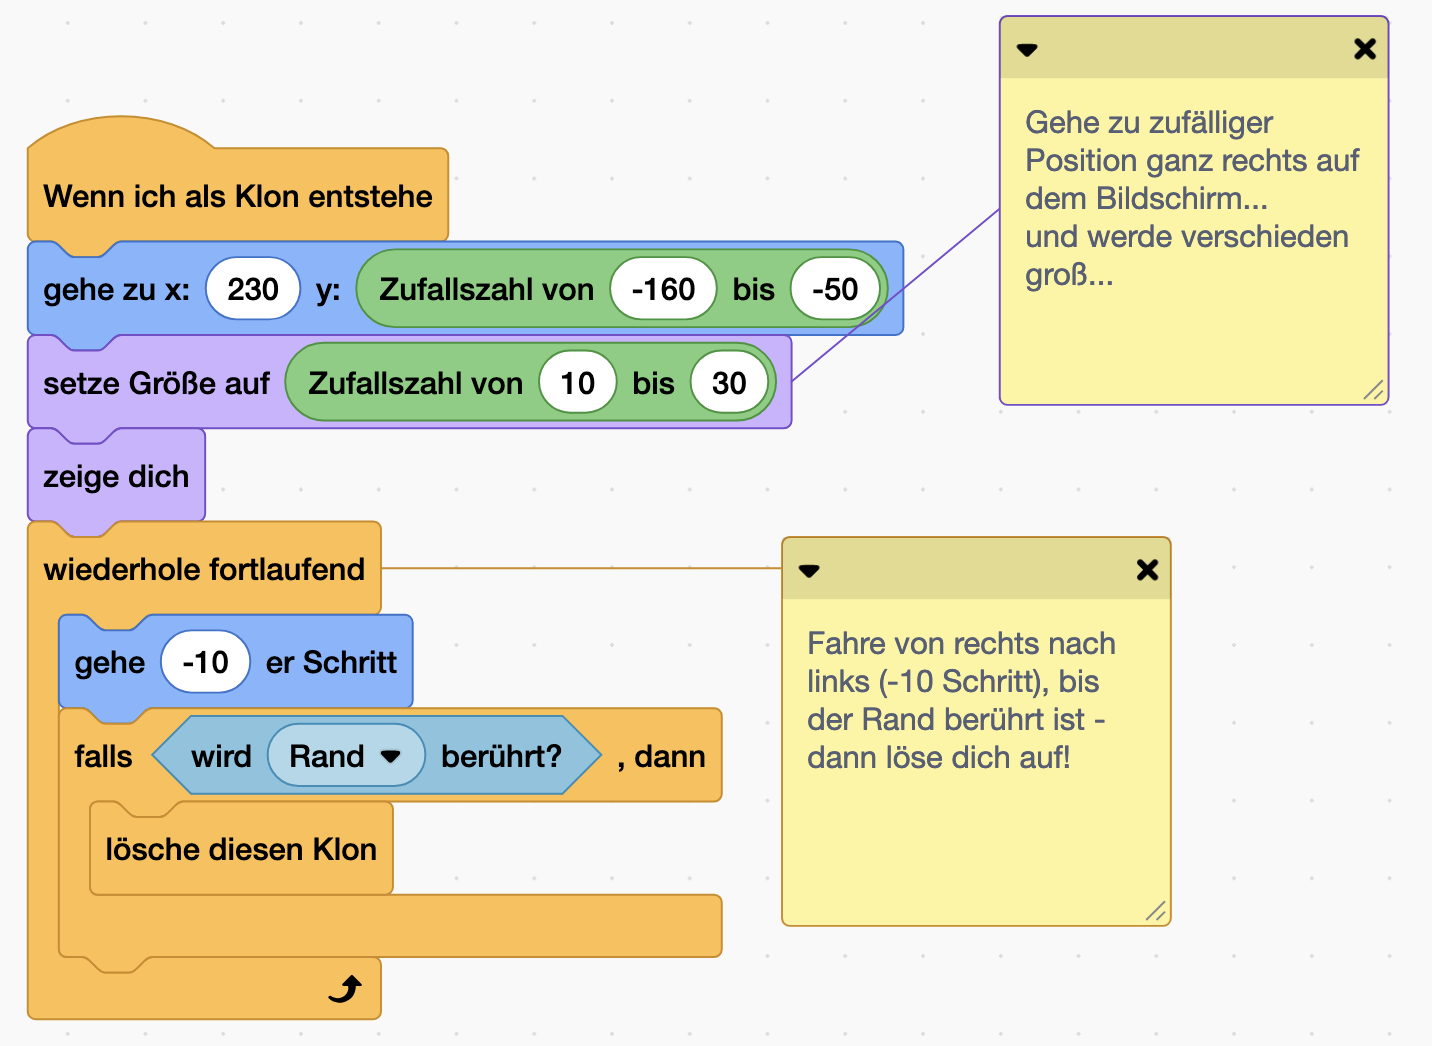 Wenn ich als Klon entstehe
gehe zu x: 230 y: Zufallszahl von -160 bis -50
setze Größe auf Zufallszahl von 10 bis 30
zeige dich
wiederhole fortlaufend
gehe -10 er Schritt
falls wird Rand berührt? , dann
lösche diesen Klon
Gehe zu zufälliger
Position ganz rechts auf
dem Bildschirm...
und werde verschieden
groß...
Fahre von rechts nach
links (-10 Schritt), bis
der Rand berührt ist -
dann löse dich auf!